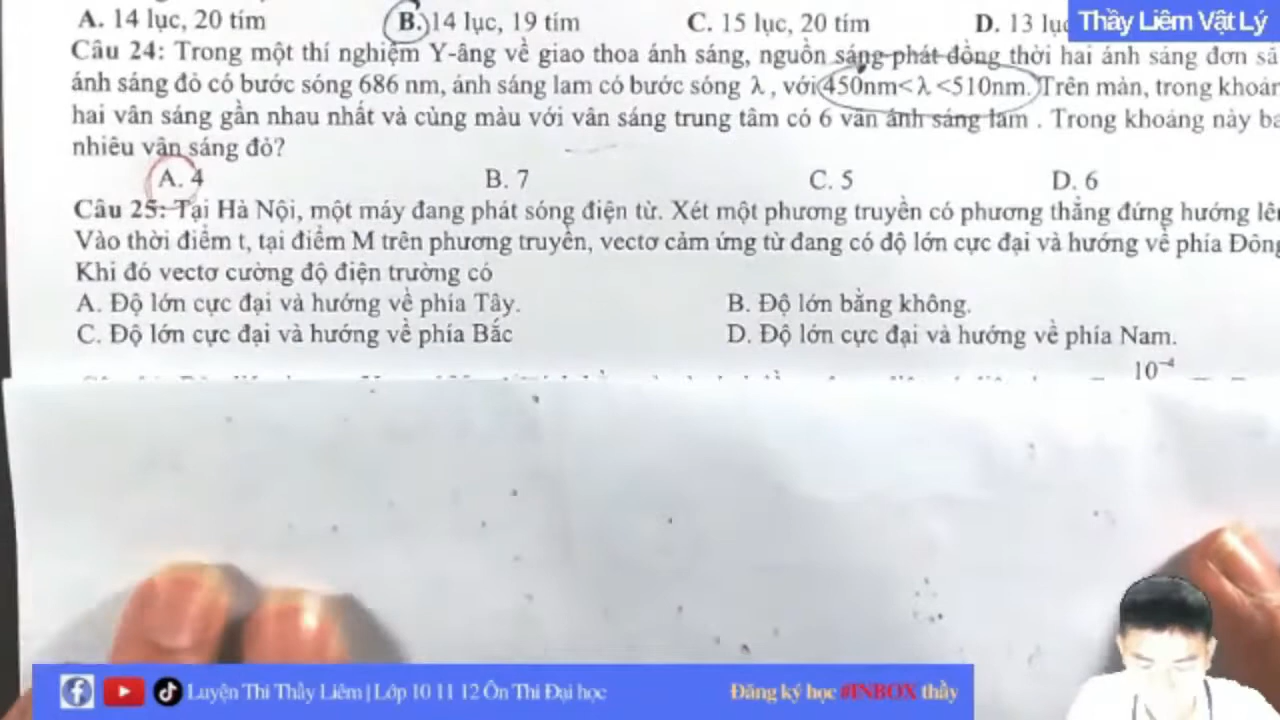 A. 14 lục, 20 tím B. 14 lục, 19 tím C. 15 lục, 20 tím D. 13
Thầy Liêm Vật Lý
Câu 24: Trong một thí nghiệm Y-âng về giao thoa ánh sáng, nguồn sáng phát đồng thời hai ánh sáng đơn
ánh sáng đỏ có bước sóng 686 nm, ánh sáng lam có bước sóng λ , với 450nm< λ <510nm. Trên màn, trong
hai vân sáng gần nhau nhất và cùng màu với vân sáng trung tâm có 6 vân ánh sáng lam . Trong khoảng này
nhiêu vân sáng đỏ?
A. 4 B. 7 C. 5 D. 6
Câu 25: Tại Hà Nội, một máy đang phát sóng điện từ. Xét một phương truyền có phương thẳng đứng hướng
Vào thời điểm t, tại điểm M trên phương truyền, vectơ cảm ứng từ đang có độ lớn cực đại và hướng về phía Đông
Khi đó vectơ cường độ điện trường có
A. Độ lớn cực đại và hướng về phía Tây. B. Độ lớn bằng không.
C. Độ lớn cực đại và hướng về phía Bắc D. Độ lớn cực đại và hướng về phía Nam.
10⁻⁴
Luyện Thi Thầy Liêm | Lớp 10 11 12 Ôn Thi Đại học Đăng ký học #INBOX thầy